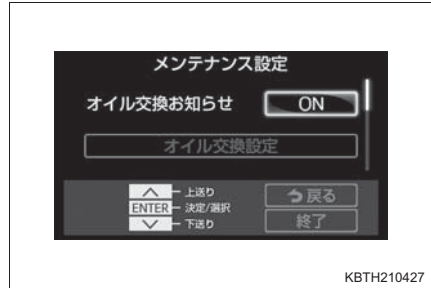 メンテナンス設定
オイル交換お知らせ ON
オイル交換設定
上送り
ENTER 決定/選択
下送り
戻る
終了
KBTH210427